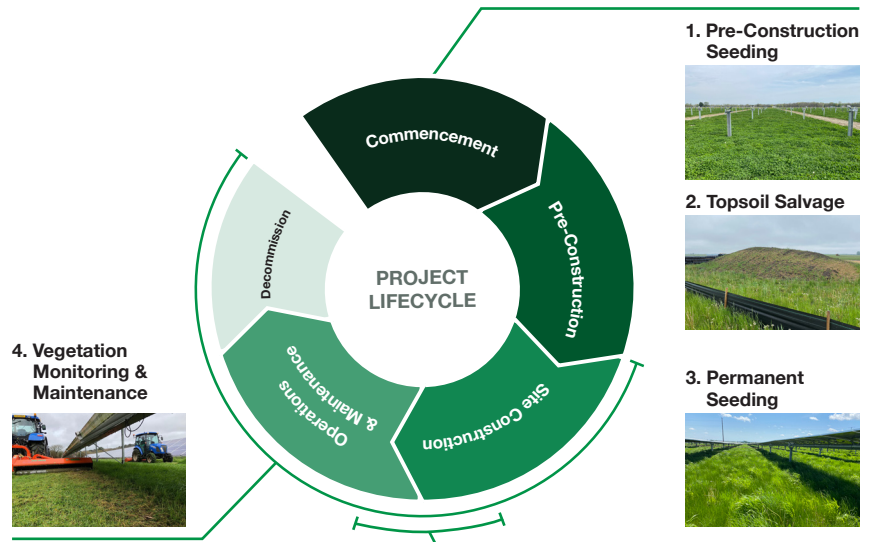 1. Pre-Construction
Seeding
2. Topsoil Salvage
3. Permanent
Seeding
4. Vegetation
Monitoring &
Maintenance
PROJECT
LIFECYCLE
Commencement
Pre-Construction
Site Construction
Operations
& Maintenance
Decommission